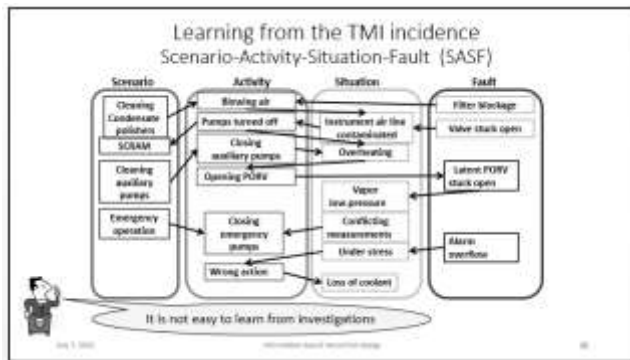 Learning from the TMI incidence
Scenario-Activity-Situation-Fault (SASF)
Scenario
Activity
Situation
Fault
Cleaning
Condensate
polishers
SCRAM
Cleaning
auxiliary
pumps
Emergency
operation
Blowing air
Pumps turned off
Closing
auxiliary pumps
Opening PORV
Closing
emergency
pumps
Wrong action
Instrument air line
contaminated
Overheating
Vapor
low pressure
Conflicting
measurements
Under stress
Loss of coolant
Filter blockage
Valve stuck open
Latent PORV
stuck open
Alarm
overflow
It is not easy to learn from investigations